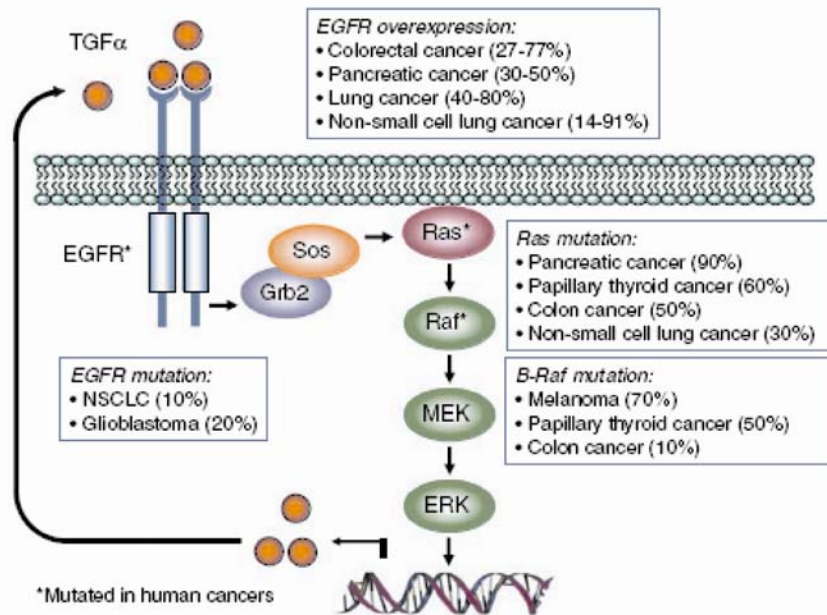 TGFα
EGFR overexpression:
• Colorectal cancer (27-77%)
• Pancreatic cancer (30-50%)
• Lung cancer (40-80%)
• Non-small cell lung cancer (14-91%)
EGFR*
Sos
Grb2
Ras*
Raf*
MEK
ERK
Ras mutation:
• Pancreatic cancer (90%)
• Papillary thyroid cancer (60%)
• Colon cancer (50%)
• Non-small cell lung cancer (30%)
EGFR mutation:
• NSCLC (10%)
• Glioblastoma (20%)
B-Raf mutation:
• Melanoma (70%)
• Papillary thyroid cancer (50%)
• Colon cancer (10%)
*Mutated in human cancers